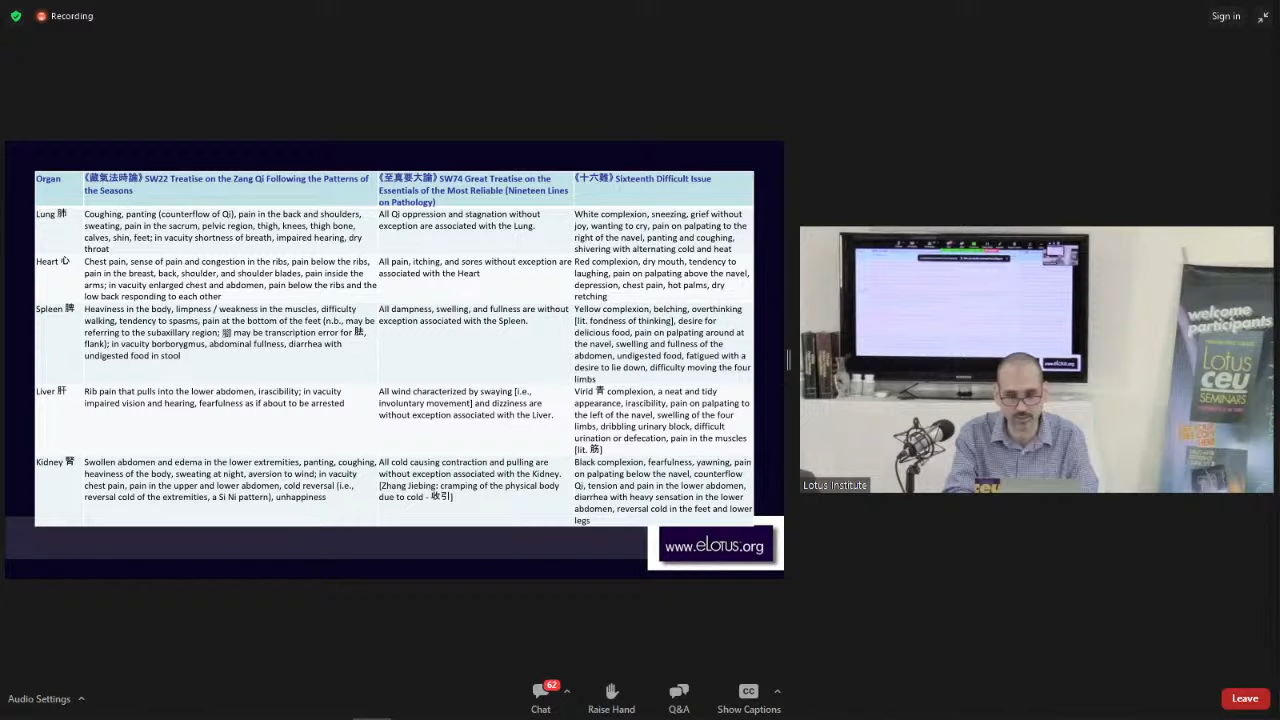 Recording
Sign in
Organ
《藏氣法時論》SW22 Treatise on the Zang Qi Following the Patterns of
the Seasons
《至真要大論》SW74 Great Treatise on the
Essentials of the Most Reliable (Nineteen Lines
on Pathology)
《十六難》Sixteenth Difficult Issue
Lung 肺
Coughing, panting (counterflow of Qi), pain in the back and shoulders,
sweating, pain in the sacrum, pelvic region, thigh, knees, thigh bone,
calves, shin, feet; in vacuity shortness of breath, impaired hearing, dry
throat
All Qi oppression and stagnation without
exception are associated with the Lung.
White complexion, sneezing, grief without
joy, wanting to cry, pain on palpating to the
right of the navel, panting and coughing,
shivering with alternating cold and heat
Heart 心
Chest pain, sense of pain and congestion in the ribs, pain below the ribs,
pain in the breast, back, shoulder, and shoulder blades, pain inside the
arms; in vacuity enlarged chest and abdomen, pain below the ribs and the
low back responding to each other
All pain, itching, and sores without exception are
associated with the Heart
Red complexion, dry mouth, tendency to
laughing, pain on palpating above the navel,
depression, chest pain, hot palms, dry
retching
Spleen 脾
Heaviness in the body, limpness / weakness in the muscles, difficulty
walking, tendency to spasms, pain at the bottom of the feet (n.b., may be
referring to the subaxillary region; 腳 may be transcription error for 胠,
flank); in vacuity borborygmus, abdominal fullness, diarrhea with
undigested food in stool
All dampness, swelling, and fullness are without
exception associated with the Spleen.
Yellow complexion, belching, overthinking
[lit. fondness of thinking], desire for
delicious food, pain on palpating around at
the navel, swelling and fullness of the
abdomen, undigested food, fatigued with a
desire to lie down, difficulty moving the four
limbs
Liver 肝
Rib pain that pulls into the lower abdomen, irascibility; in vacuity
impaired vision and hearing, fearfulness as if about to be arrested
All wind characterized by swaying [i.e.,
involuntary movement] and dizziness are
without exception associated with the Liver.
Virid 青 complexion, a neat and tidy
appearance, irascibility, pain on palpating to
the left of the navel, swelling of the four
limbs, dribbling urinary block, difficult
urination or defecation, pain in the muscles
[lit. 筋]
Kidney 腎
Swollen abdomen and edema in the lower extremities, panting, coughing,
heaviness of the body, sweating at night, aversion to wind; in vacuity
chest pain, pain in the upper and lower abdomen, cold reversal (i.e.,
reversal cold of the extremities, a Si Ni pattern), unhappiness
All cold causing contraction and pulling are
without exception associated with the Kidney.
[Zhang Jiebing: cramping of the physical body
due to cold - 收引]
Black complexion, fearfulness, yawning, pain
on palpating below the navel, counterflow
Qi, tension and pain in the lower abdomen,
diarrhea with heavy sensation in the lower
abdomen, reversal cold in the feet and lower
legs
www.eLotus.org
www.eLotus.org
welcome
participants
Lotus
ceu
SEMINARS
ceu
Lotus Institute
Audio Settings
62
Chat
Raise Hand
Q&A
CC
Show Captions
Leave